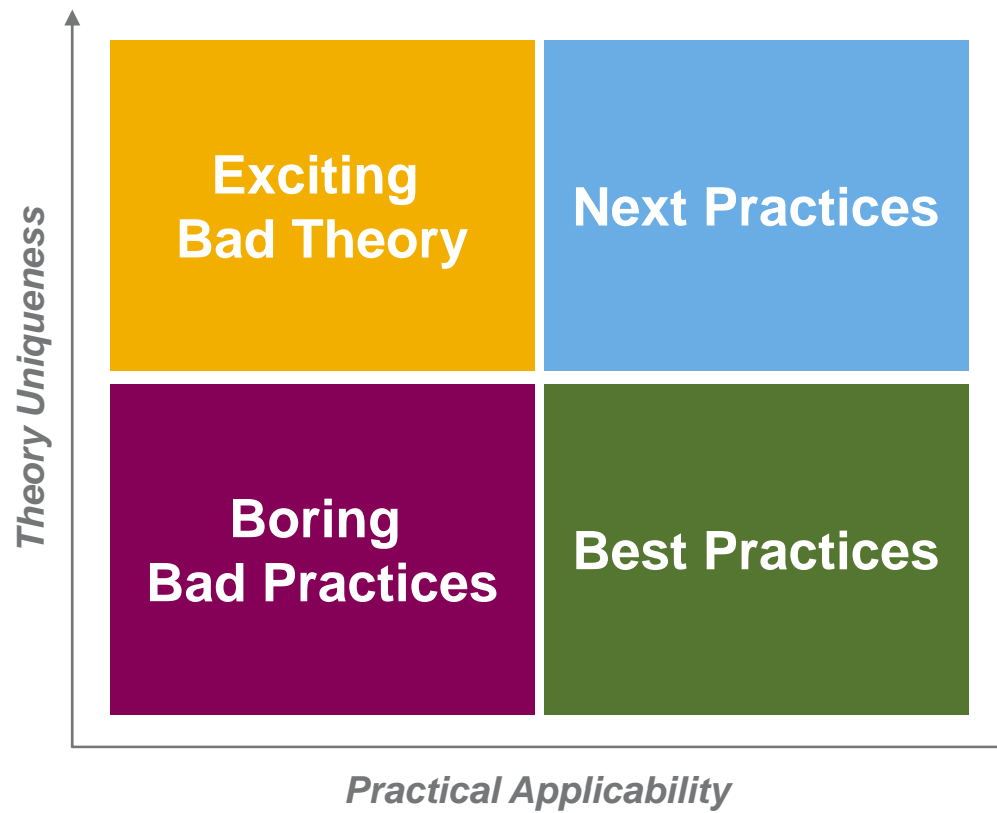 Theory Uniqueness
Exciting
Bad Theory
Next Practices
Boring
Bad Practices
Best Practices
Practical Applicability